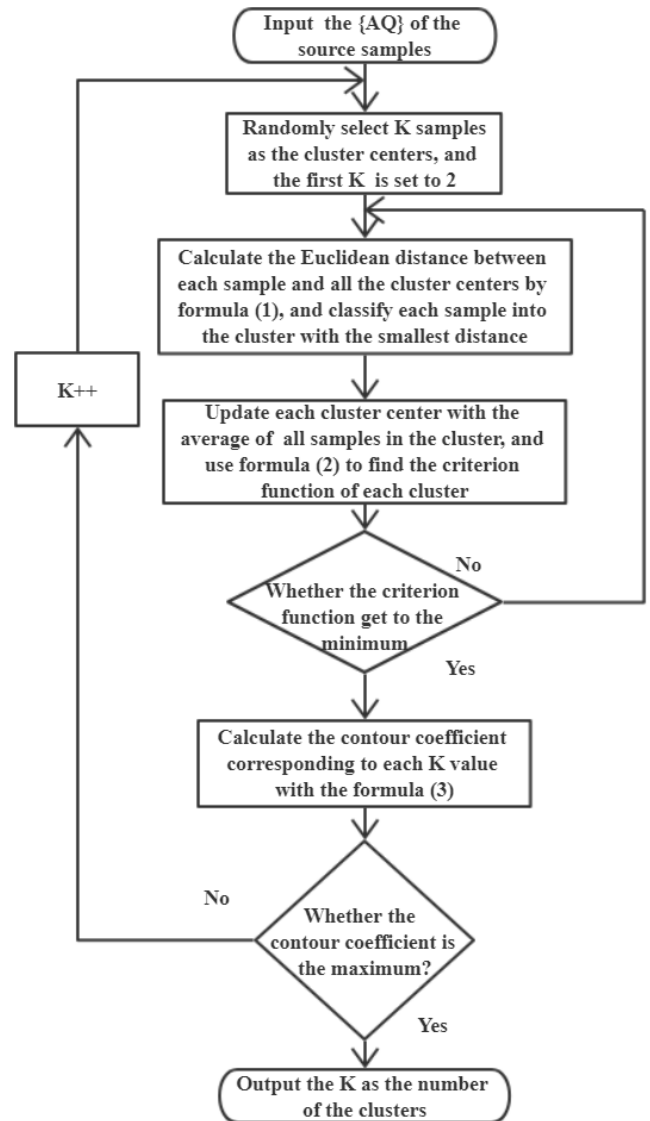 Input the {AQ} of the
source samples
Randomly select K samples
as the cluster centers, and
the first K is set to 2
Calculate the Euclidean distance between
each sample and all the cluster centers by
formula (1), and classify each sample into
the cluster with the smallest distance
K++
Update each cluster center with the
average of all samples in the cluster, and
use formula (2) to find the criterion
function of each cluster
No
Whether the criterion
function get to the
minimum
Yes
Calculate the contour coefficient
corresponding to each K value
with the formula (3)
No
Whether the
contour coefficient is
the maximum?
Yes
Output the K as the number
of the clusters